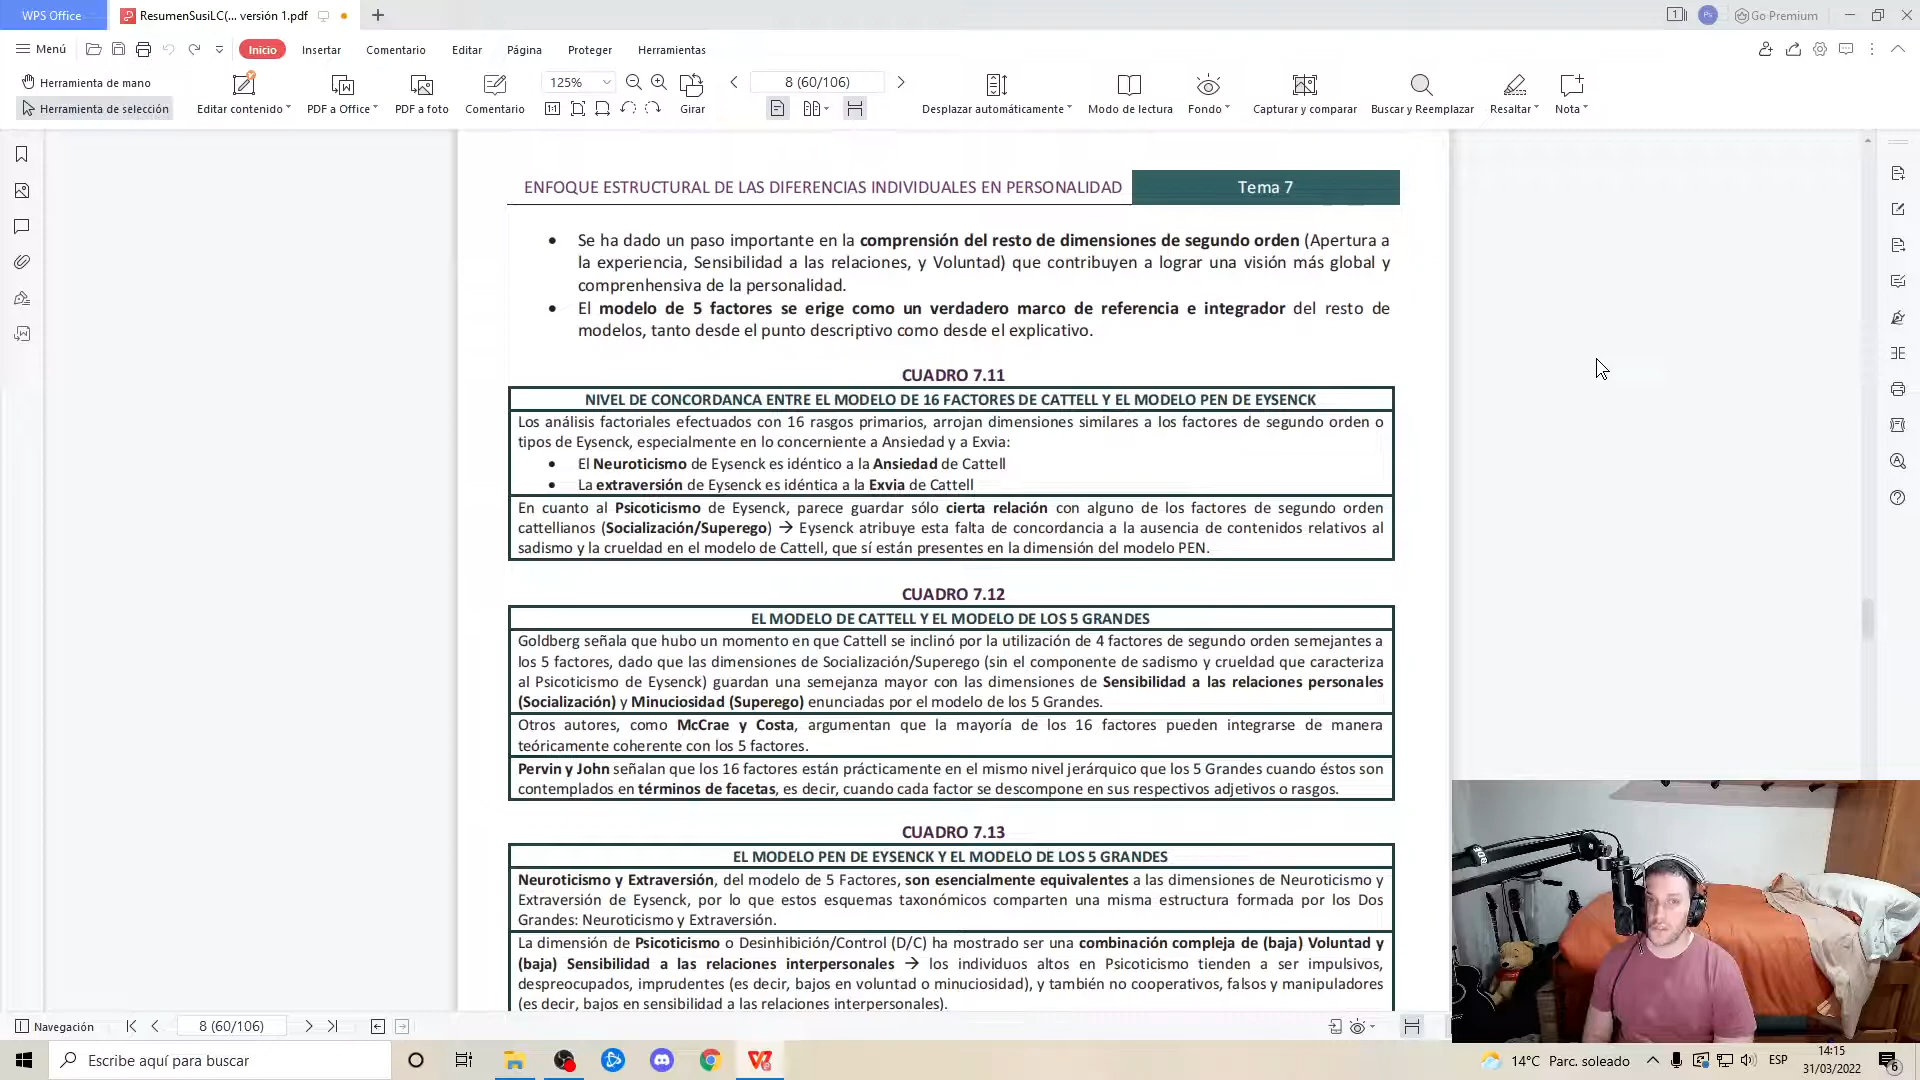 WPS Office
ResumenSusiLC(... versión 1.pdf
1
Go Premium
Menú
Inicio
Insertar
Comentario
Editar
Página
Proteger
Herramientas
Herramienta de mano
Herramienta de selección
Editar contenido
PDF a Office
PDF a foto
Comentario
125%
Girar
8 (60/106)
Desplazar automáticamente
Modo de lectura
Fondo
Capturar y comparar
Buscar y Reemplazar
Resaltar
Nota
ENFOQUE ESTRUCTURAL DE LAS DIFERENCIAS INDIVIDUALES EN PERSONALIDAD
Tema 7
• Se ha dado un paso importante en la comprensión del resto de dimensiones de segundo orden (Apertura a
la experiencia, Sensibilidad a las relaciones, y Voluntad) que contribuyen a lograr una visión más global y
comprenhensiva de la personalidad.
• El modelo de 5 factores se erige como un verdadero marco de referencia e integrador del resto de
modelos, tanto desde el punto descriptivo como desde el explicativo.
CUADRO 7.11
NIVEL DE CONCORDANCA ENTRE EL MODELO DE 16 FACTORES DE CATTELL Y EL MODELO PEN DE EYSENCK
Los análisis factoriales efectuados con 16 rasgos primarios, arrojan dimensiones similares a los factores de segundo orden o
tipos de Eysenck, especialmente en lo concerniente a Ansiedad y a Exvia:
• El Neuroticismo de Eysenck es idéntico a la Ansiedad de Cattell
• La extraversión de Eysenck es idéntica a la Exvia de Cattell
En cuanto al Psicoticismo de Eysenck, parece guardar sólo cierta relación con alguno de los factores de segundo orden
cattellianos (Socialización/Superego) → Eysenck atribuye esta falta de concordancia a la ausencia de contenidos relativos al
sadismo y la crueldad en el modelo de Cattell, que sí están presentes en la dimensión del modelo PEN.
CUADRO 7.12
EL MODELO DE CATTELL Y EL MODELO DE LOS 5 GRANDES
Goldberg señala que hubo un momento en que Cattell se inclinó por la utilización de 4 factores de segundo orden semejantes a
los 5 factores, dado que las dimensiones de Socialización/Superego (sin el componente de sadismo y crueldad que caracteriza
al Psicoticismo de Eysenck) guardan una semejanza mayor con las dimensiones de Sensibilidad a las relaciones personales
(Socialización) y Minuciosidad (Superego) enunciadas por el modelo de los 5 Grandes.
Otros autores, como McCrae y Costa, argumentan que la mayoría de los 16 factores pueden integrarse de manera
teóricamente coherente con los 5 factores.
Pervin y John señalan que los 16 factores están prácticamente en el mismo nivel jerárquico que los 5 Grandes cuando éstos son
contemplados en términos de facetas, es decir, cuando cada factor se descompone en sus respectivos adjetivos o rasgos.
CUADRO 7.13
EL MODELO PEN DE EYSENCK Y EL MODELO DE LOS 5 GRANDES
Neuroticismo y Extraversión, del modelo de 5 Factores, son esencialmente equivalentes a las dimensiones de Neuroticismo y
Extraversión de Eysenck, por lo que estos esquemas taxonómicos comparten una misma estructura formada por los Dos
Grandes: Neuroticismo y Extraversión.
La dimensión de Psicoticismo o Desinhibición/Control (D/C) ha mostrado ser una combinación compleja de (baja) Voluntad y
(baja) Sensibilidad a las relaciones interpersonales → los individuos altos en Psicoticismo tienden a ser impulsivos,
despreocupados, imprudentes (es decir, bajos en voluntad o minuciosidad), y también no cooperativos, falsos y manipuladores
(es decir, bajos en sensibilidad a las relaciones interpersonales).
Navegación
8 (60/106)
Escribe aquí para buscar
14°C Parc. soleado
ESP
14:15
31/03/2022
6